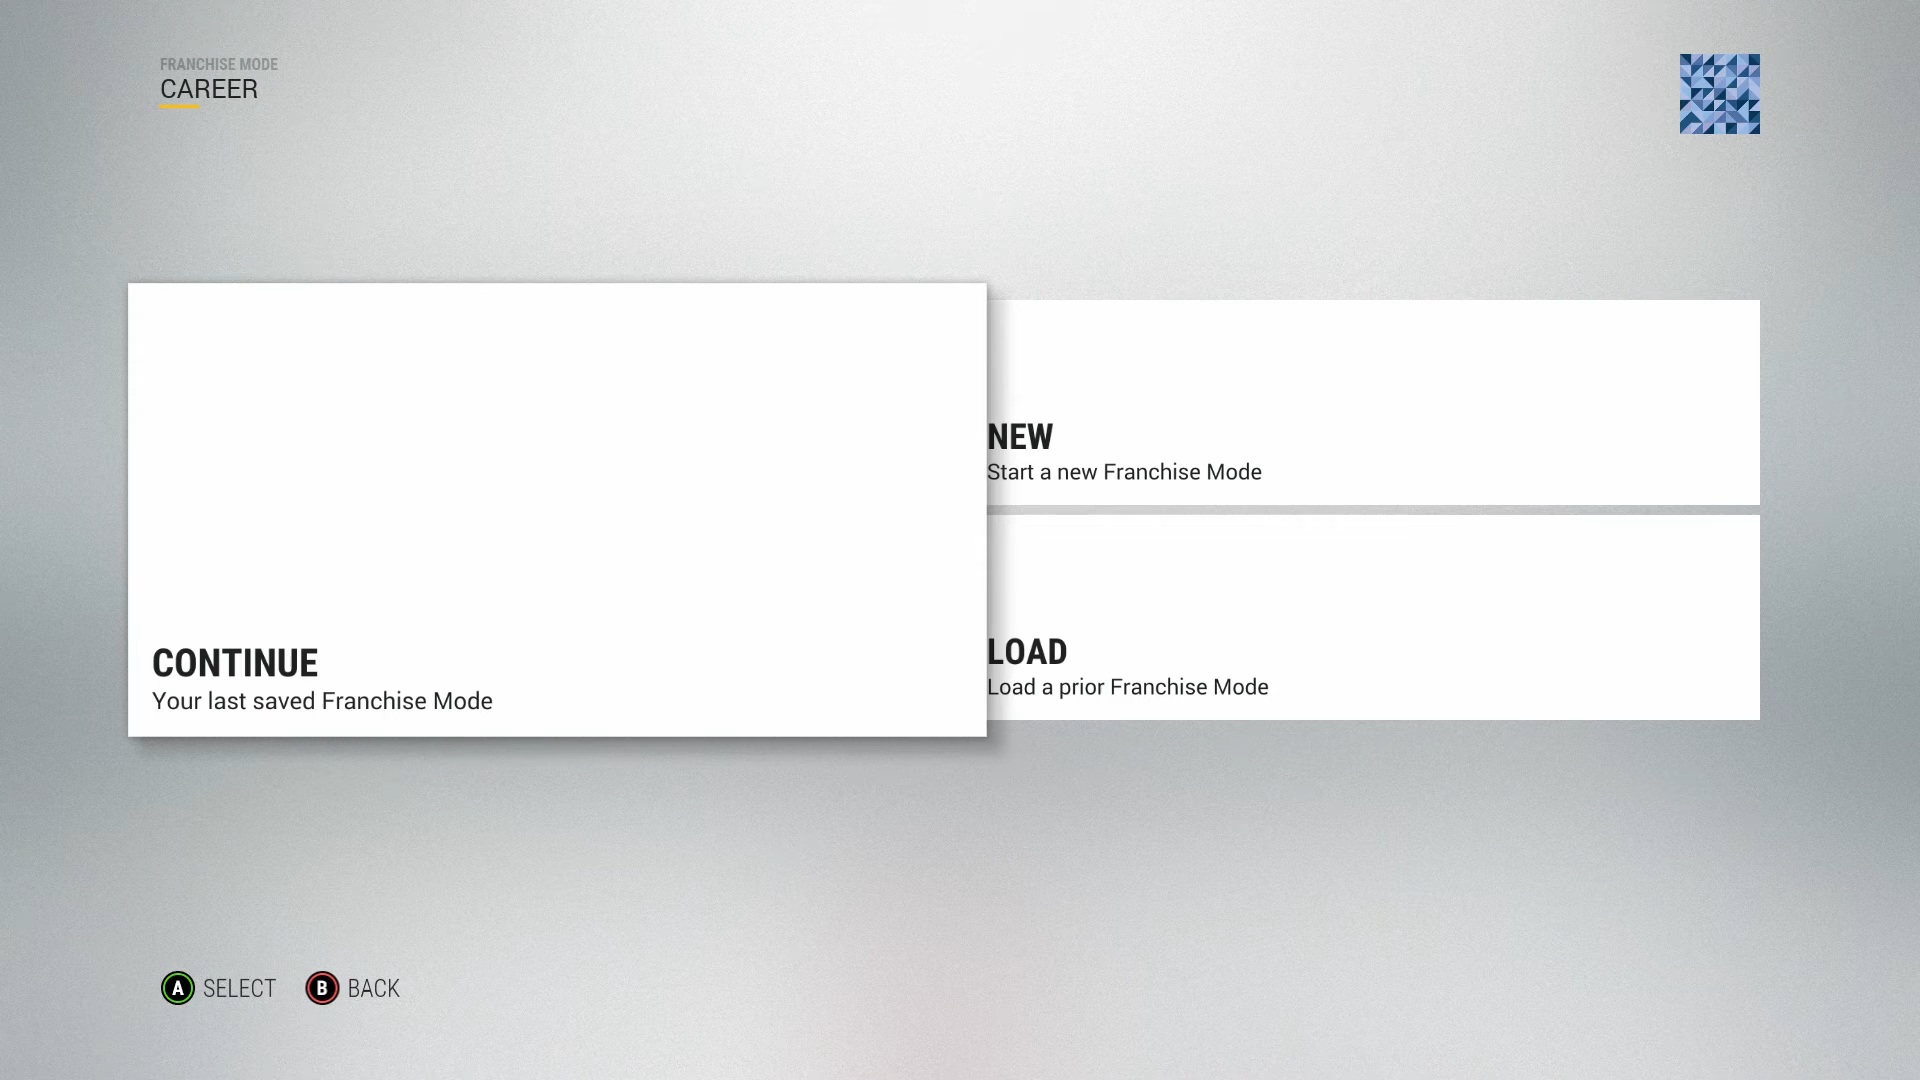 FRANCHISE MODE
CAREER
CONTINUE
Your last saved Franchise Mode
NEW
Start a new Franchise Mode
LOAD
Load a prior Franchise Mode
A SELECT B BACK